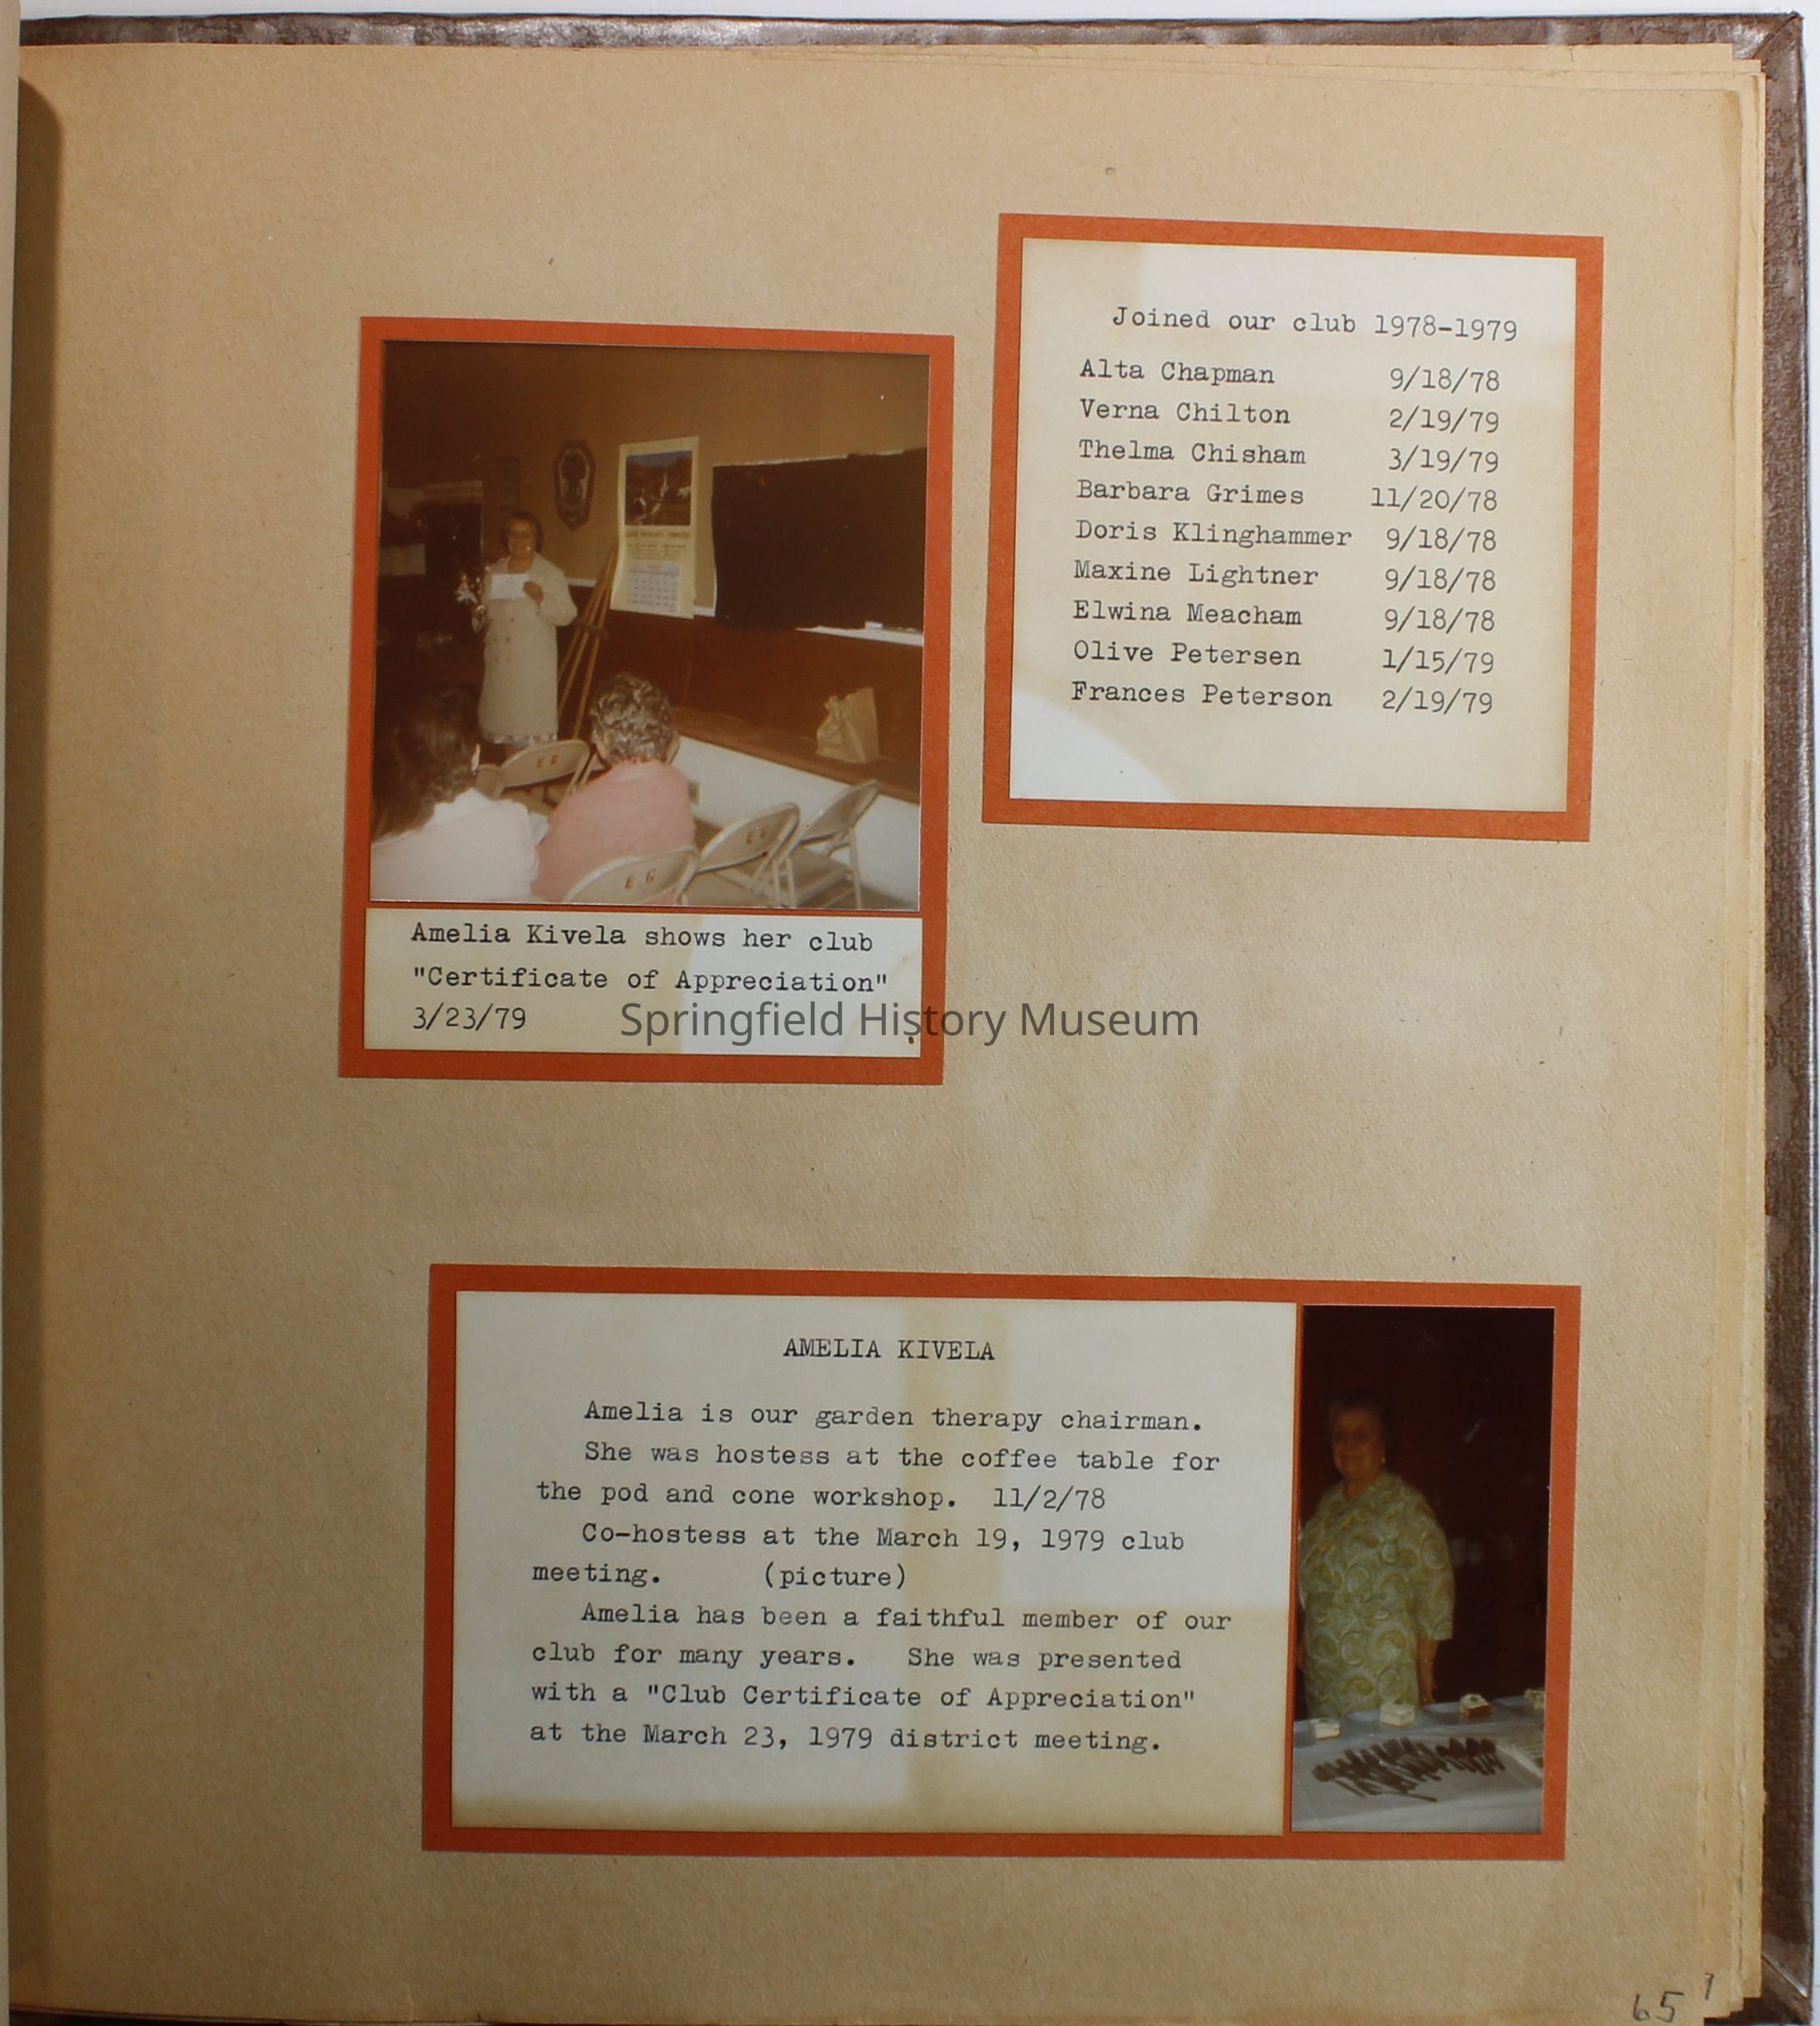 Joined our club 1978-1979
Alta Chapman 9/18/78
Verna Chilton 2/19/79
Thelma Chisham 3/19/79
Barbara Grimes 11/20/78
Doris Klinghammer 9/18/78
Maxine Lightner 9/18/78
Elwina Meacham 9/18/78
Olive Petersen 1/15/79
Frances Peterson 2/19/79
E G
E G
E G
Amelia Kivela shows her club
"Certificate of Appreciation"
3/23/79
Springfield History Museum
AMELIA KIVELA
Amelia is our garden therapy chairman.
She was hostess at the coffee table for
the pod and cone workshop. 11/2/78
Co-hostess at the March 19, 1979 club
meeting. (picture)
Amelia has been a faithful member of our
club for many years. She was presented
with a "Club Certificate of Appreciation"
at the March 23, 1979 district meeting.
65